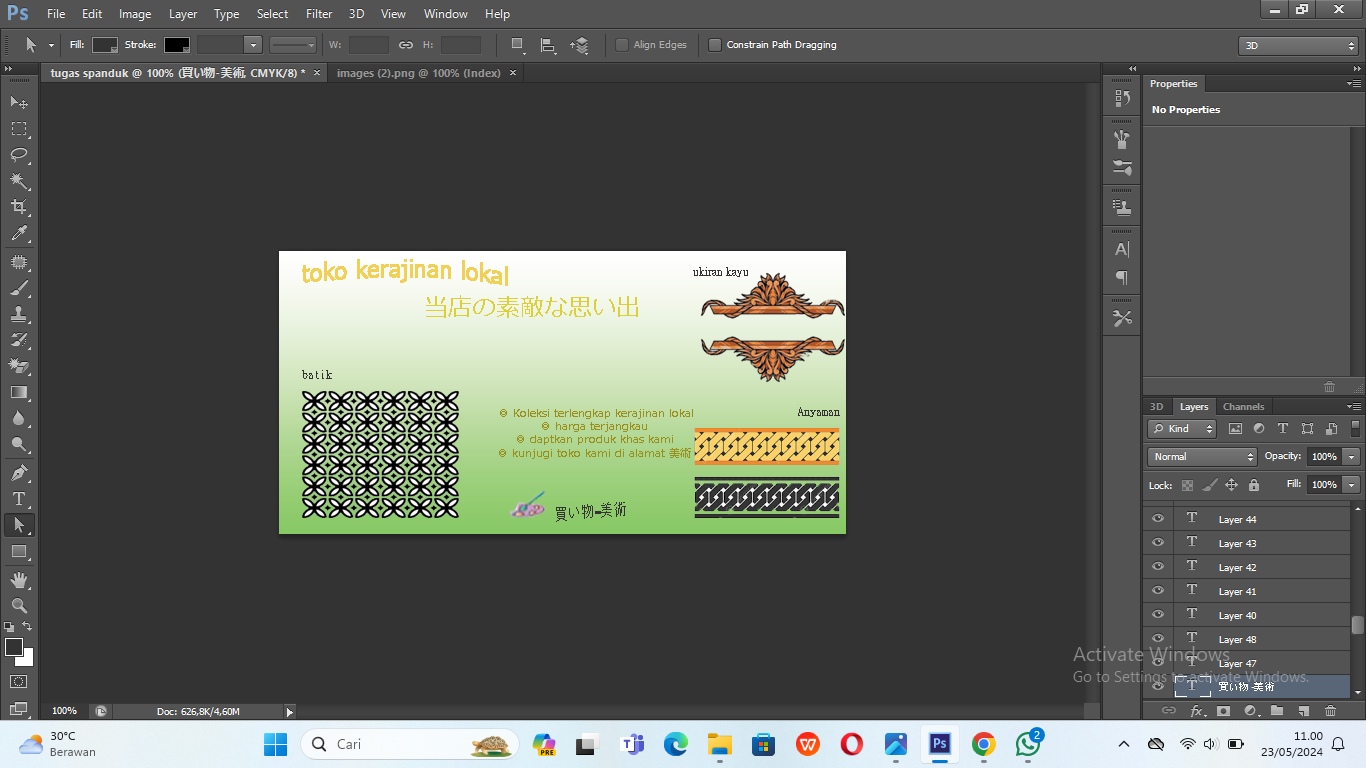 Ps File Edit Image Layer Type Select Filter 3D View Window Help
Fill: Stroke: W: H: Align Edges Constrain Path Dragging 3D
tugas spanduk @ 100% (買い物-美術, CMYK/8) * × images (2).png @ 100% (Index) ×
Properties
No Properties
toko kerajinan lokal
当店の素敵な思い出
ukiran kayu
batik
Anyaman
Koleksi terlengkap kerajinan lokal
harga terjangkau
daptkan produk khas kami
kunjugi toko kami di alamat 美術
買い物-美術
3D Layers Channels
Kind
Normal Opacity: 100%
Lock: Fill: 100%
Layer 44
Layer 43
Layer 42
Layer 41
Layer 40
Layer 48
Layer 47
買い物-美術
Activate Windows
Go to Settings to activate Windows.
100% Doc: 626,8K/4,60M
30°C
Berawan
Cari
PRE
Ps
2
11.00
23/05/2024